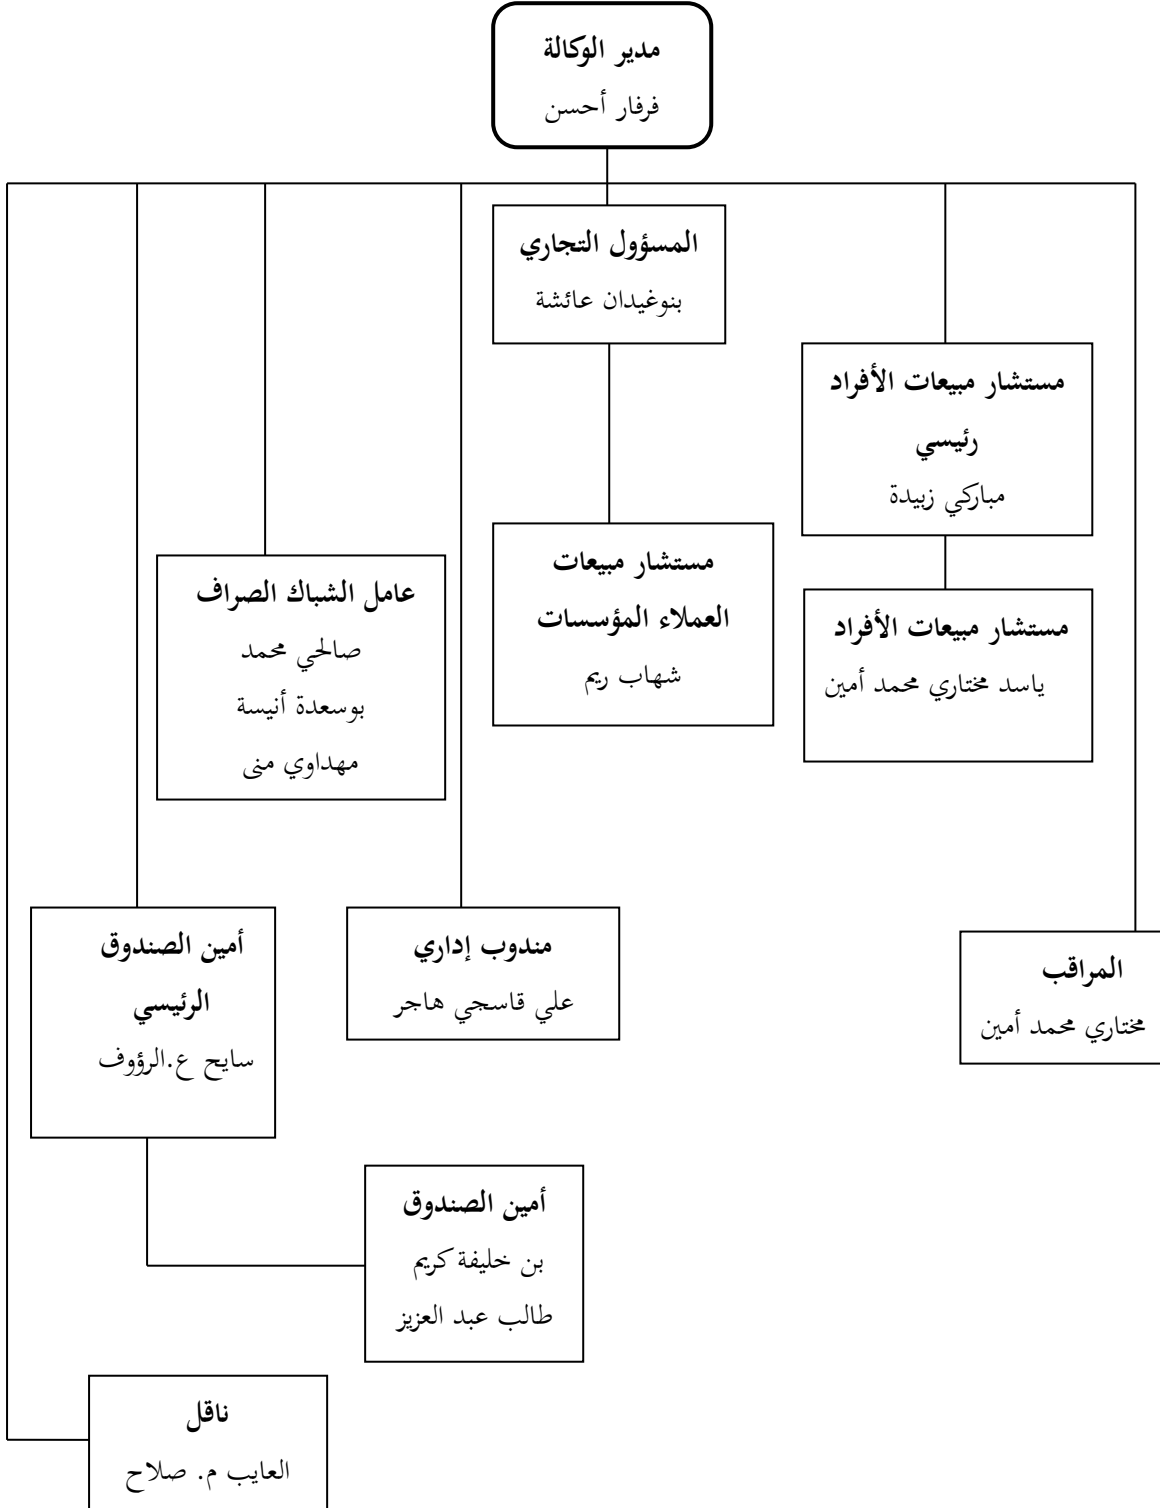 مدير الوكالة
فرفار أحسن
المسؤول التجاري
بنوغيدان عائشة
مستشار مبيعات الأفراد
رئيسي
مباركي زبيدة
مستشار مبيعات
العملاء المؤسسات
شهاب ريم
عامل الشباك الصراف
صالحي محمد
بوسعدة أنيسة
مهداوي منى
مستشار مبيعات الأفراد
ياسد مختاري محمد أمين
أمين الصندوق
الرئيسي
سايح ع.الرؤوف
مندوب إداري
علي قاسجي هاجر
المراقب
مختاري محمد أمين
أمين الصندوق
بن خليفة كريم
طالب عبد العزيز
ناقل
العايب م. صلاح